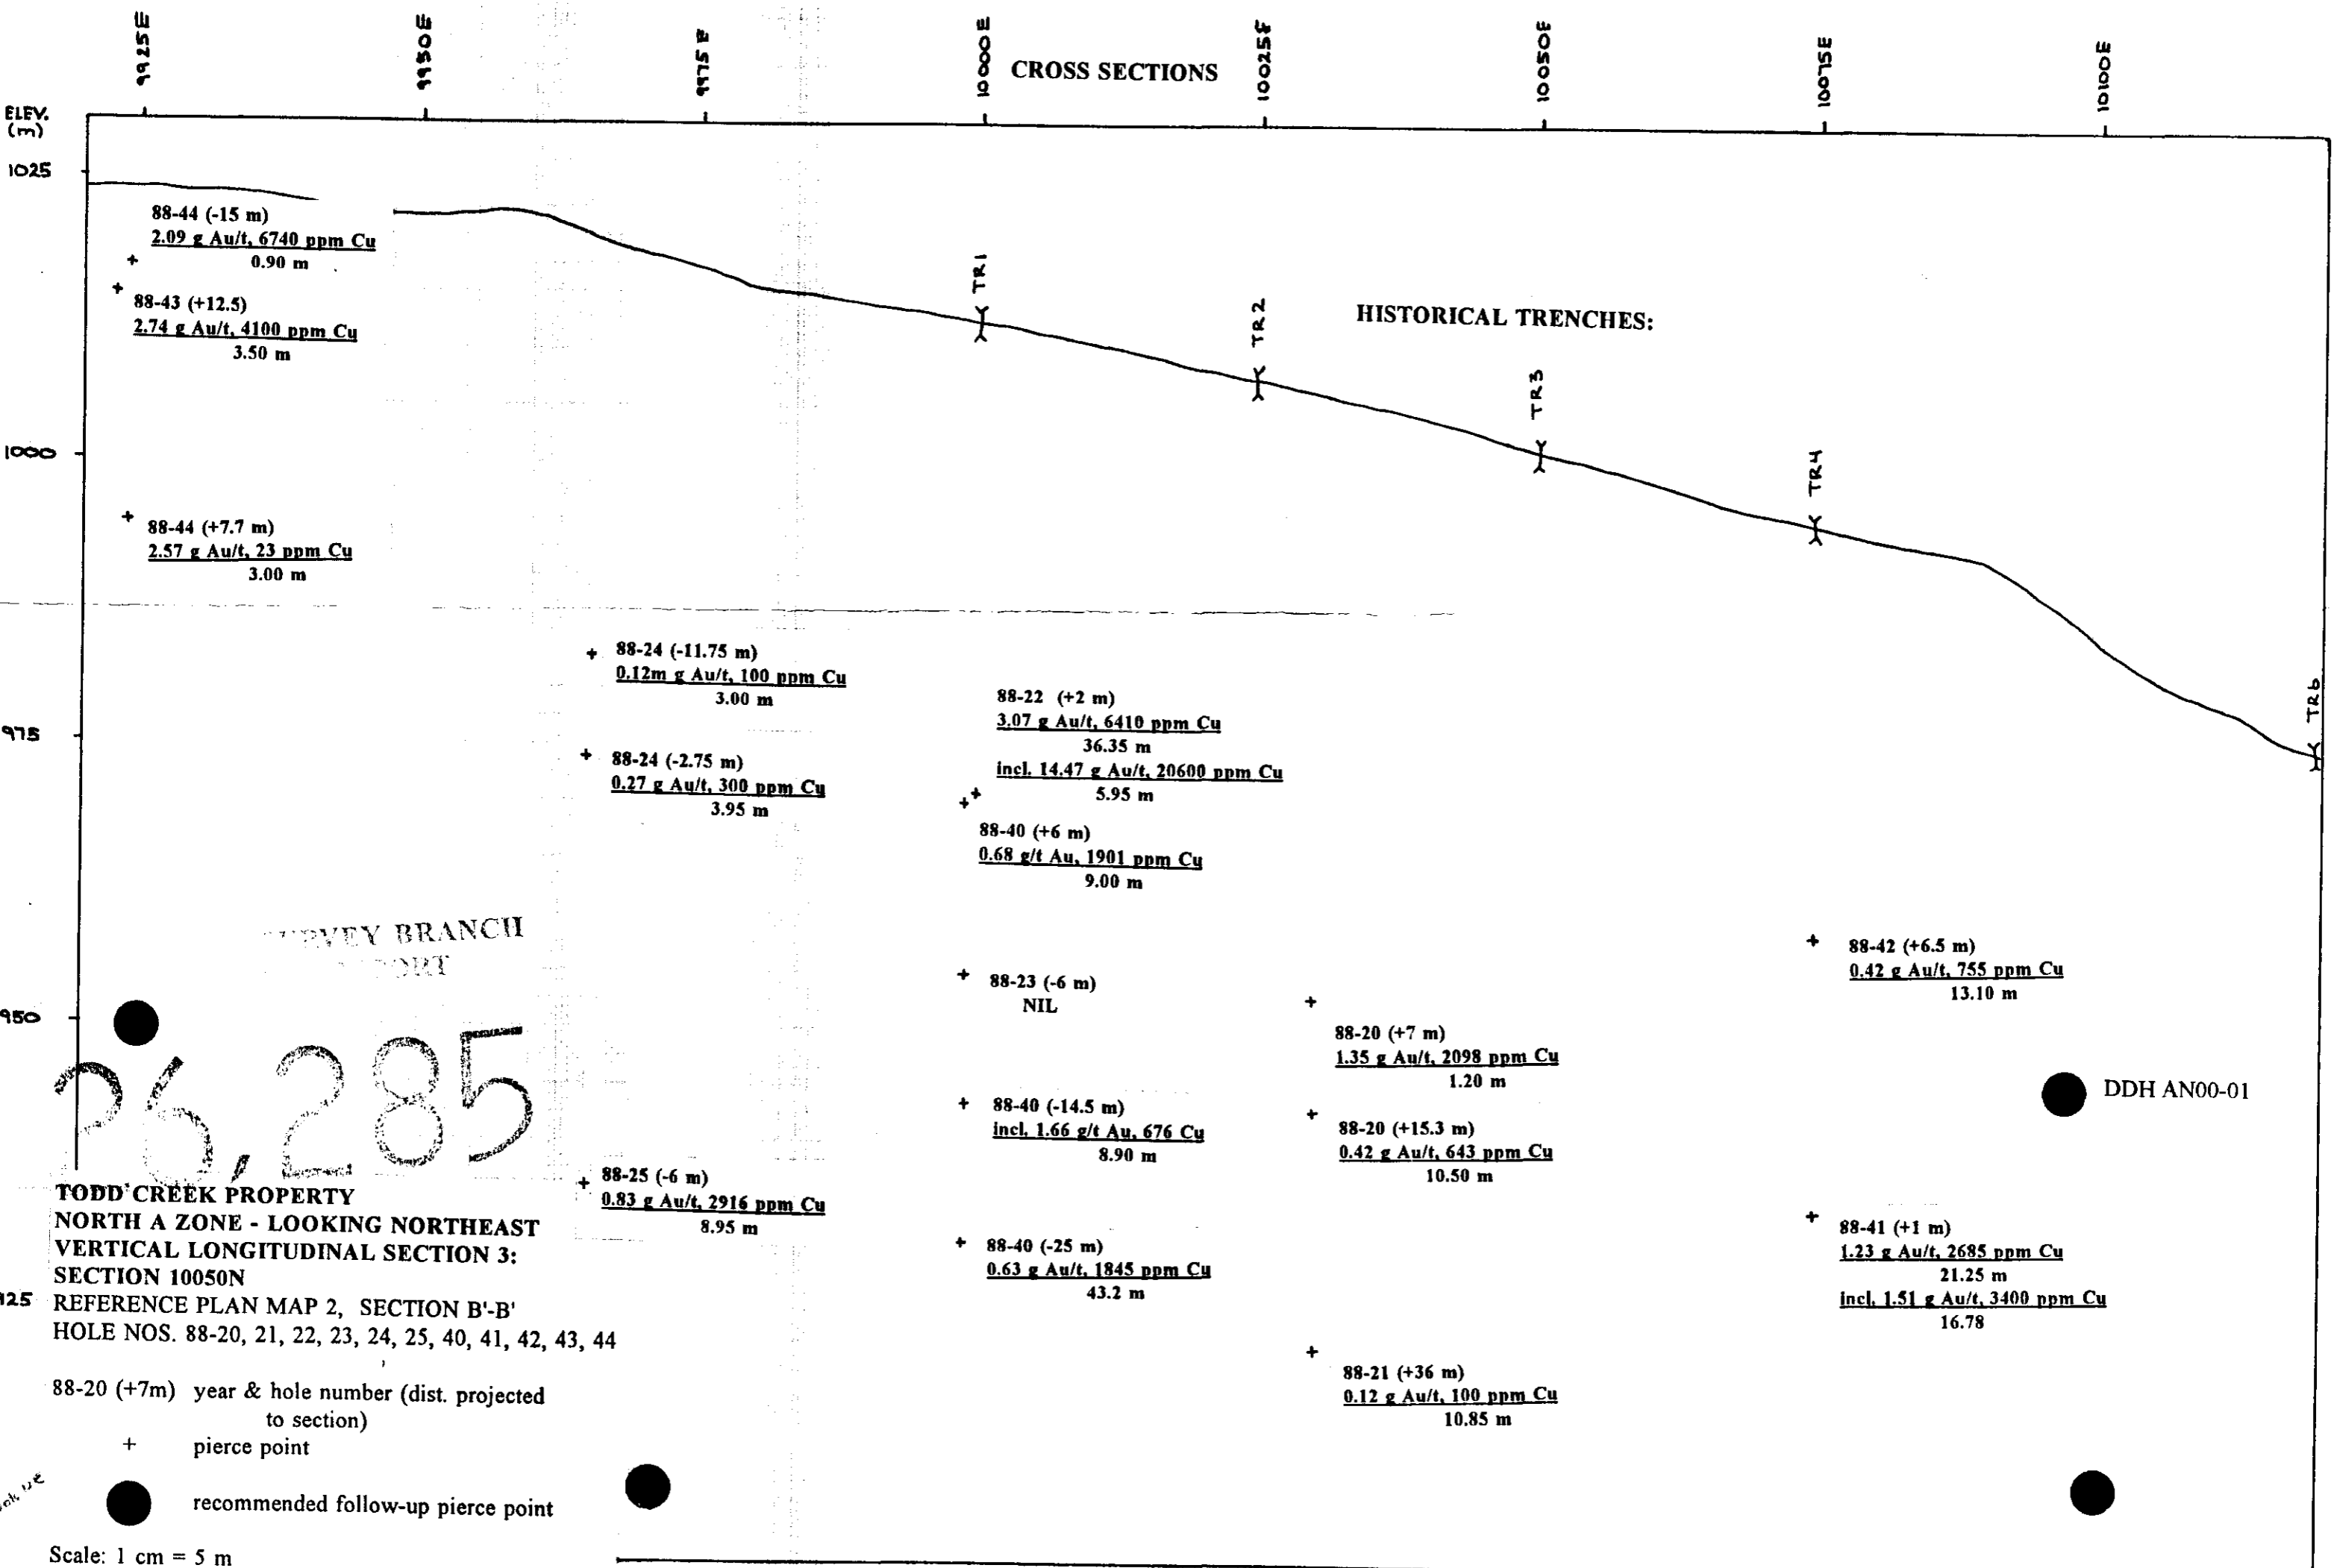 9925E
9950E
9975E
10000E
CROSS SECTIONS
10025E
10050E
10075E
10100E
ELEV.
(m)
1025
88-44 (-15 m)
2.09 g Au/t, 6740 ppm Cu
0.90 m
88-43 (+12.5)
2.74 g Au/t, 4100 ppm Cu
3.50 m
TR1
TR2
HISTORICAL TRENCHES:
TR3
TR4
TR6
1000
88-44 (+7.7 m)
2.57 g Au/t, 23 ppm Cu
3.00 m
88-24 (-11.75 m)
0.12m g Au/t, 100 ppm Cu
3.00 m
975
88-24 (-2.75 m)
0.27 g Au/t, 300 ppm Cu
3.95 m
88-22 (+2 m)
3.07 g Au/t, 6410 ppm Cu
36.35 m
incl. 14.47 g Au/t, 20600 ppm Cu
5.95 m
88-40 (+6 m)
0.68 g/t Au, 1901 ppm Cu
9.00 m
88-42 (+6.5 m)
0.42 g Au/t, 755 ppm Cu
13.10 m
BRANCH
950
26,285
88-23 (-6 m)
NIL
88-20 (+7 m)
1.35 g Au/t, 2098 ppm Cu
1.20 m
DDH AN00-01
88-40 (-14.5 m)
incl. 1.66 g/t Au, 676 Cu
8.90 m
88-20 (+15.3 m)
0.42 g Au/t, 643 ppm Cu
10.50 m
88-25 (-6 m)
0.83 g Au/t, 2916 ppm Cu
8.95 m
88-40 (-25 m)
0.63 g Au/t, 1845 ppm Cu
43.2 m
88-41 (+1 m)
1.23 g Au/t, 2685 ppm Cu
21.25 m
incl. 1.51 g Au/t, 3400 ppm Cu
16.78
88-21 (+36 m)
0.12 g Au/t, 100 ppm Cu
10.85 m
TODD CREEK PROPERTY
NORTH A ZONE - LOOKING NORTHEAST
VERTICAL LONGITUDINAL SECTION 3:
SECTION 10050N
925
REFERENCE PLAN MAP 2, SECTION B'-B'
HOLE NOS. 88-20, 21, 22, 23, 24, 25, 40, 41, 42, 43, 44
88-20 (+7m) year & hole number (dist. projected
to section)
+ pierce point
recommended follow-up pierce point
Scale: 1 cm = 5 m